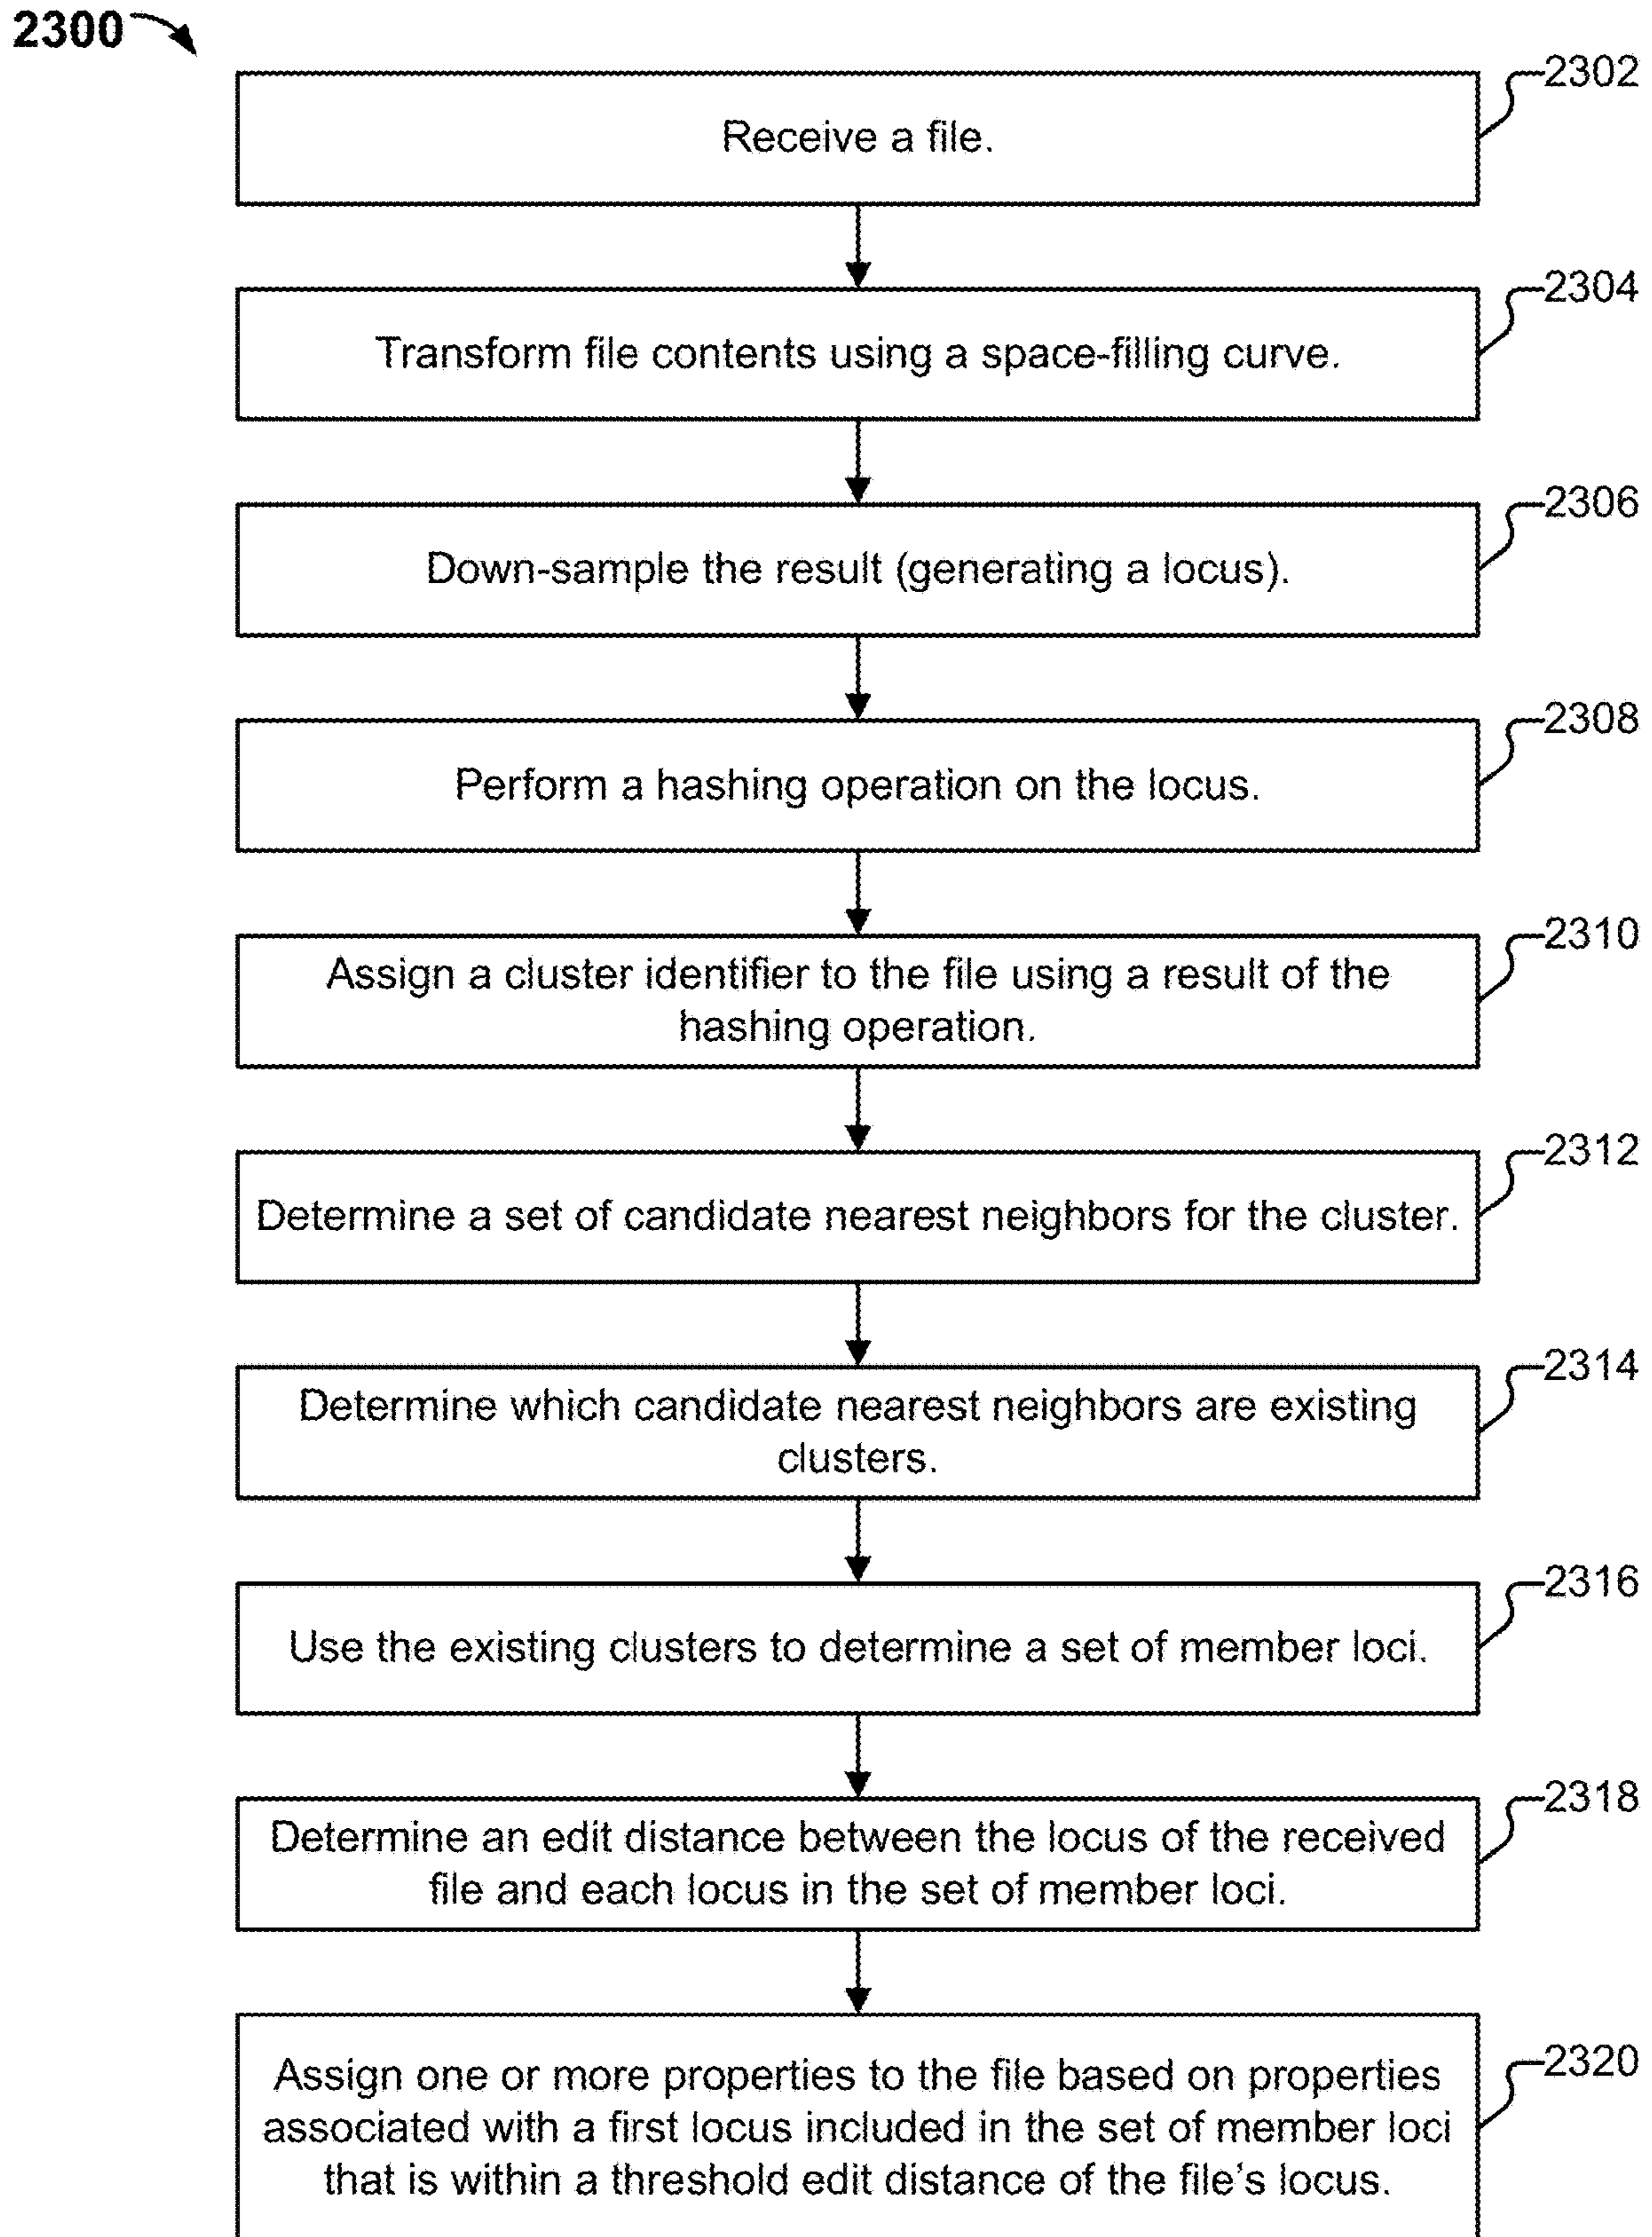 2300
2302
Receive a file.
2304
Transform file contents using a space-filling curve.
2306
Down-sample the result (generating a locus).
2308
Perform a hashing operation on the locus.
2310
Assign a cluster identifier to the file using a result of the
hashing operation.
2312
Determine a set of candidate nearest neighbors for the cluster.
2314
Determine which candidate nearest neighbors are existing
clusters.
2316
Use the existing clusters to determine a set of member loci.
2318
Determine an edit distance between the locus of the received
file and each locus in the set of member loci.
2320
Assign one or more properties to the file based on properties
associated with a first locus included in the set of member loci
that is within a threshold edit distance of the file's locus.